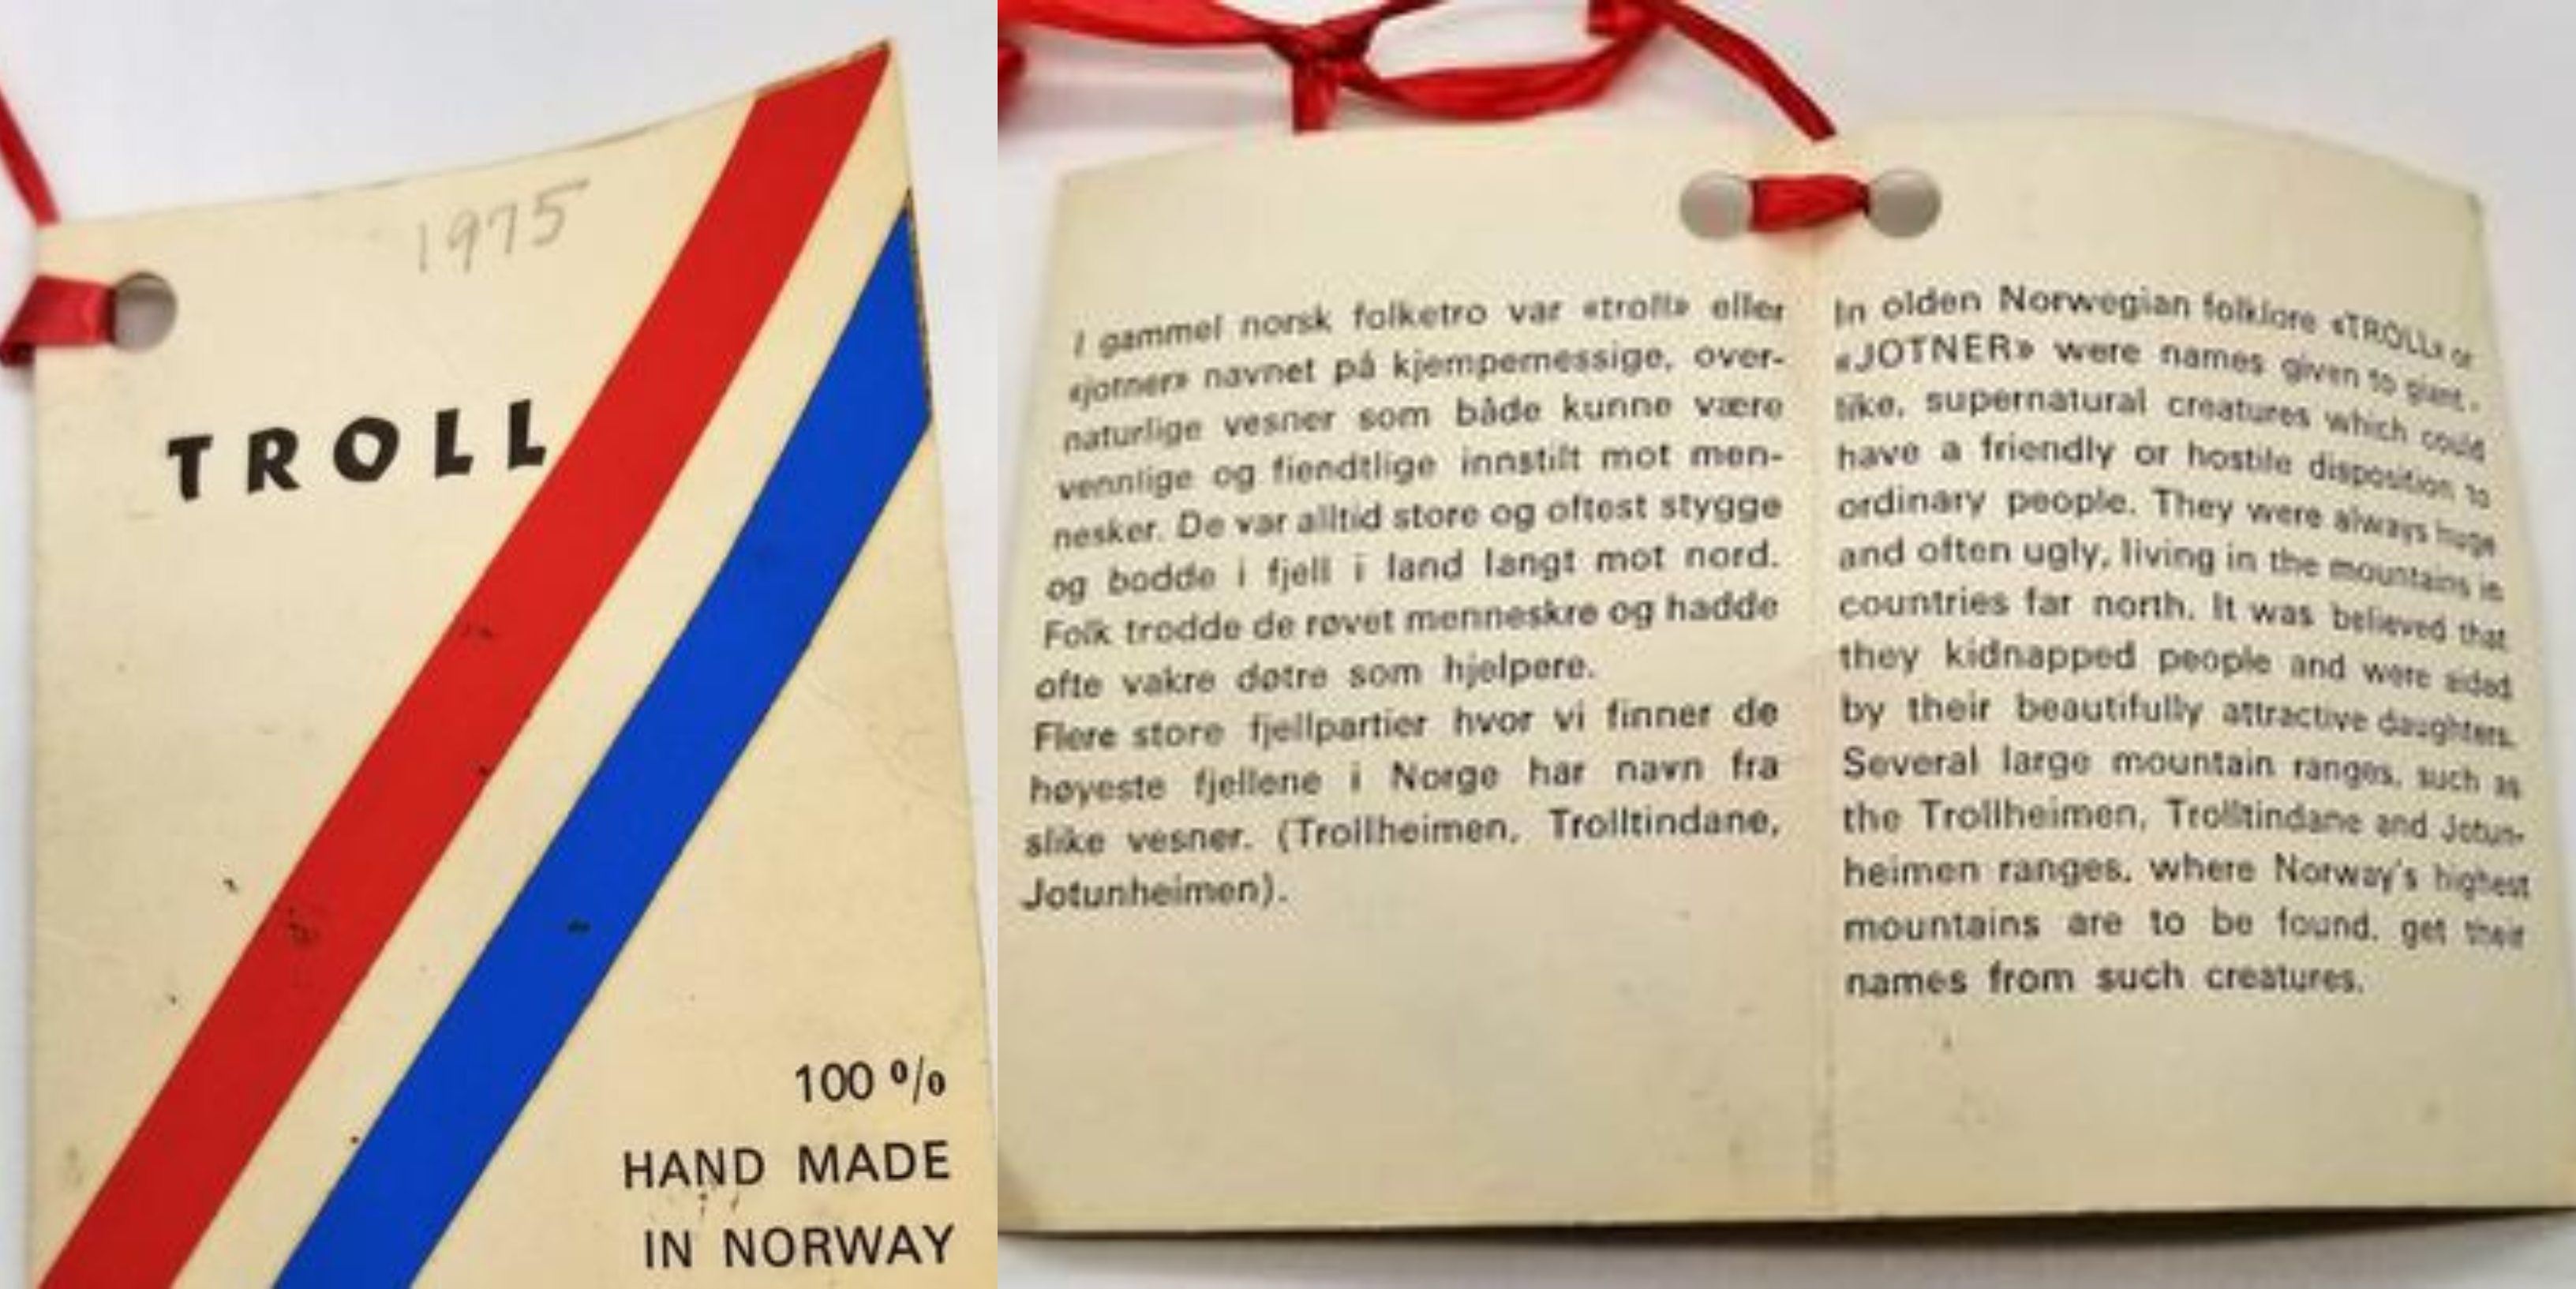 1975
TROLL
100 %
HAND MADE
IN NORWAY
I gammel norsk folketro var «troll» eller
«jotner» navnet på kjempemessige, over-
naturlige vesner som både kunne være
vennlige og fiendtlige innstilt mot men-
nesker. De var alltid store og oftest stygge
og bodde i fjell i land langt mot nord.
Folk trodde de røvet menneskre og hadde
ofte vakre døtre som hjelpere.
Flere store fjellpartier hvor vi finner de
høyeste fjellene i Norge har navn fra
slike vesner. (Trollheimen, Trolltindane,
Jotunheimen).
In olden Norwegian folklore «TROLL» or
«JOTNER» were names given to giant-
like, supernatural creatures which could
have a friendly or hostile disposition to
ordinary people. They were always huge
and often ugly, living in the mountains in
countries far north. It was believed that
they kidnapped people and were aided
by their beautifully attractive daughters.
Several large mountain ranges, such as
the Trollheimen, Trolltindane and Jotun-
heimen ranges, where Norway's highest
mountains are to be found, get their
names from such creatures.